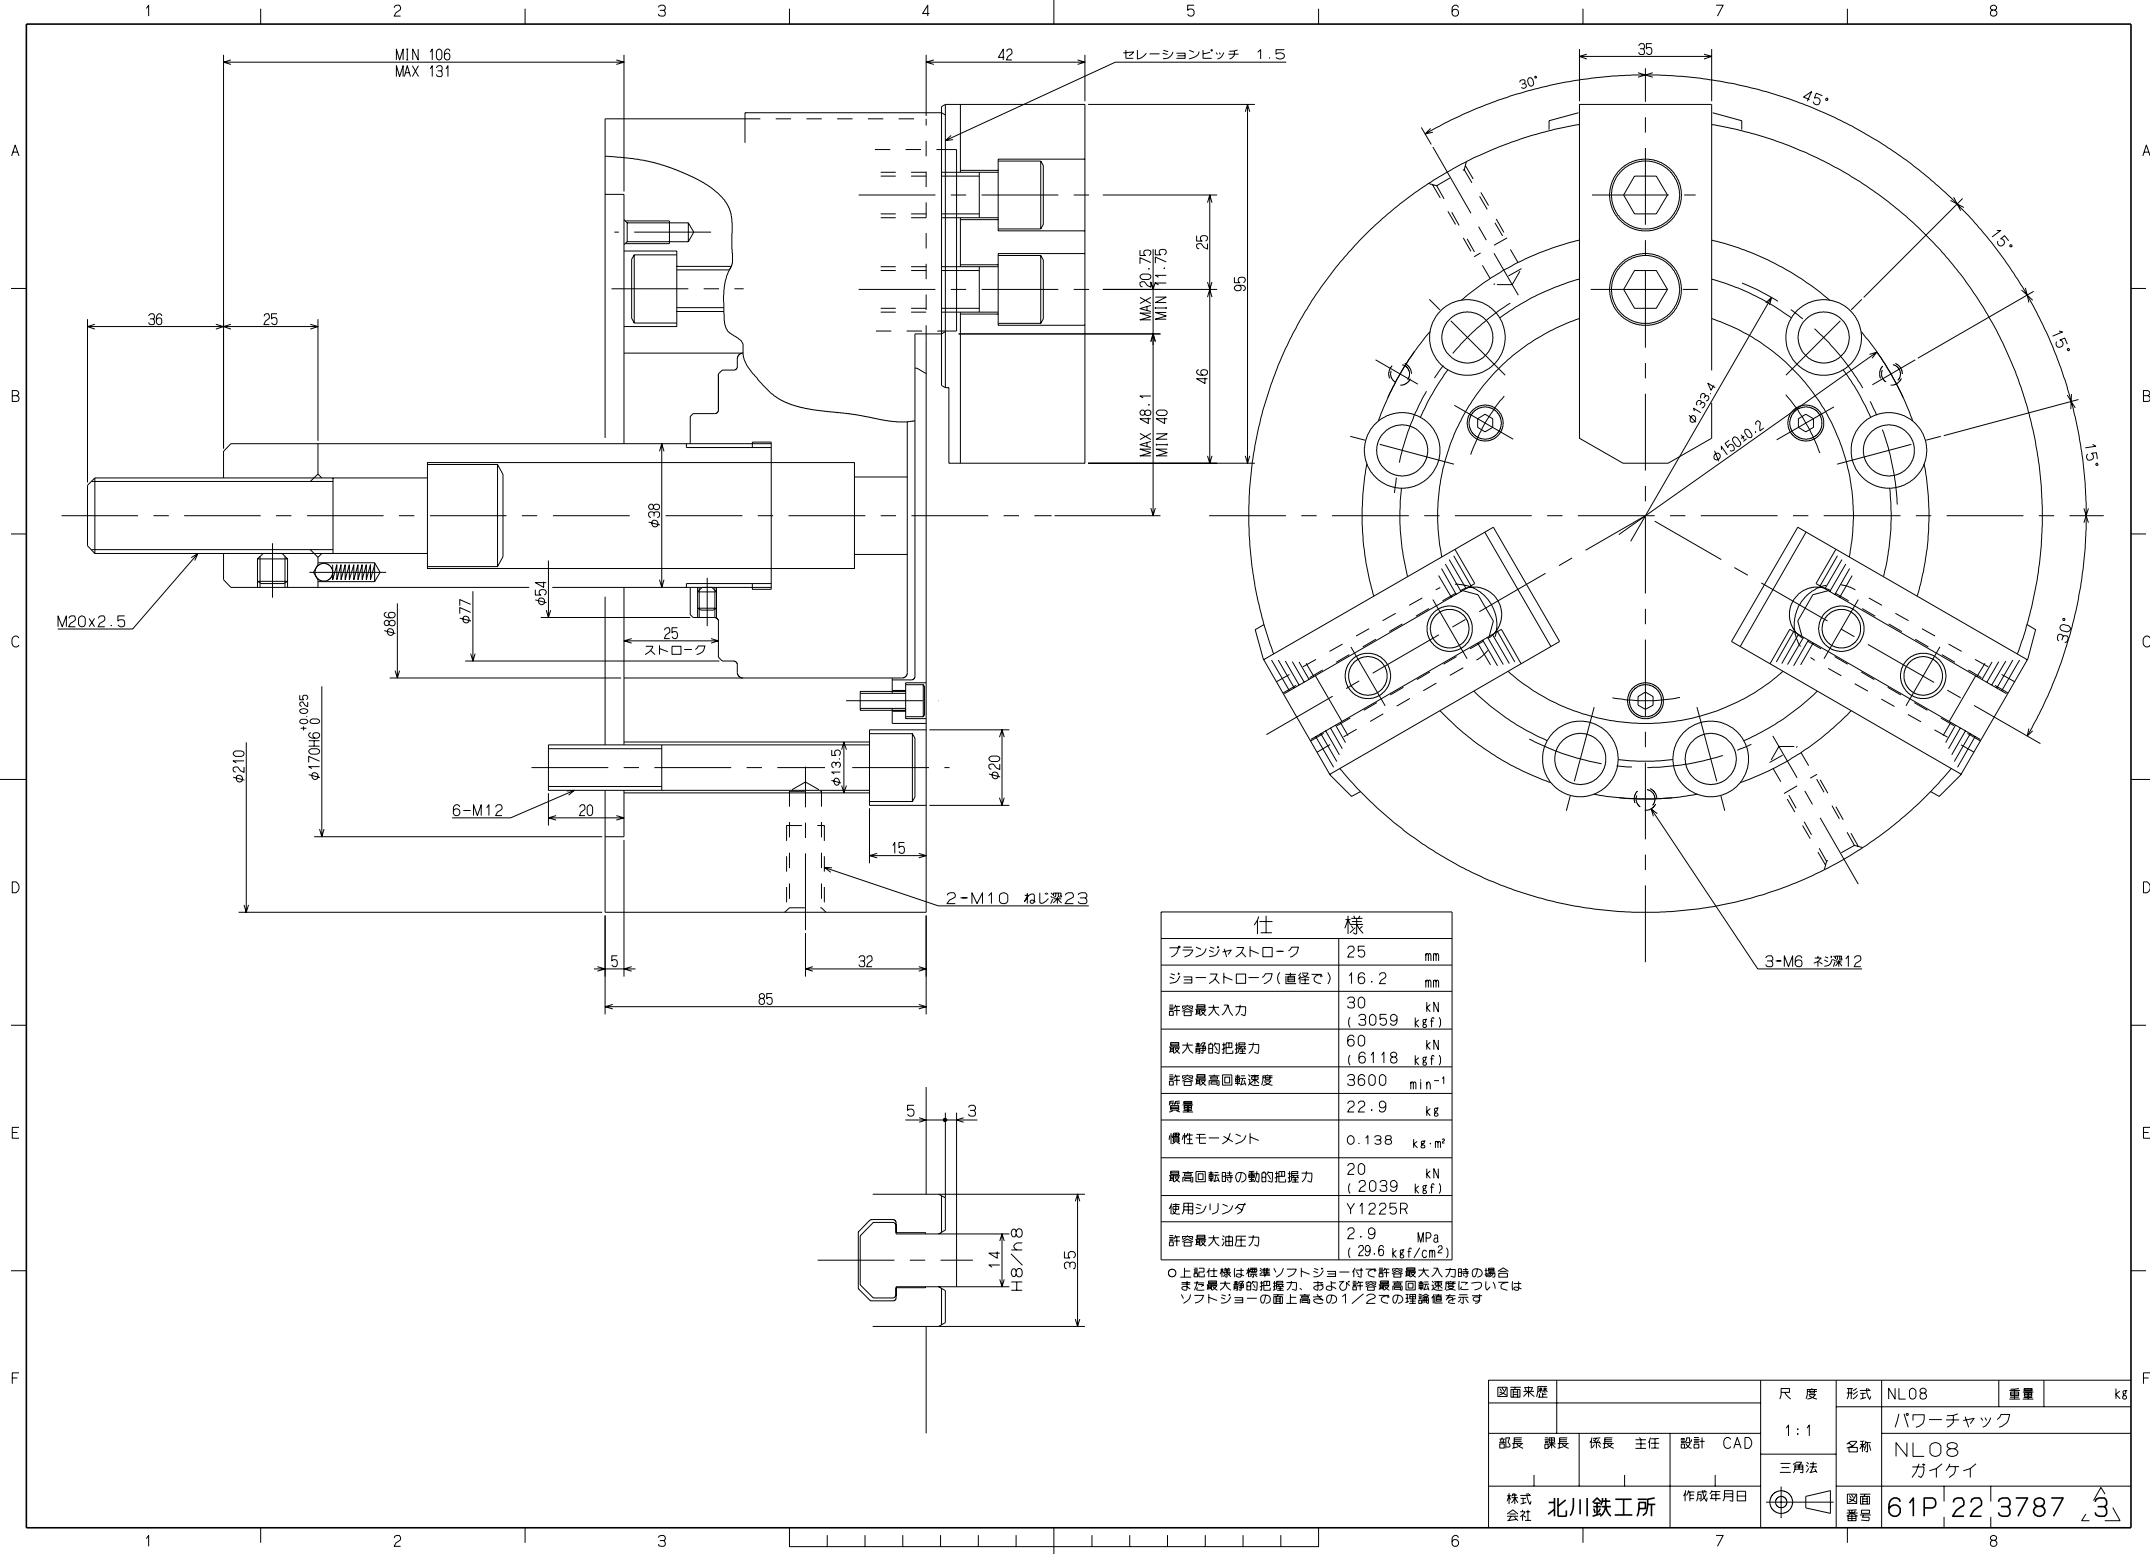 1 2 3 4 5 6 7 8
A
B
C
D
E
F
A
B
C
D
E
F
MIN 106
MAX 131
42
セレーションピッチ 1.5
36
25
25
46
95
MAX 20.75
MIN 11.75
MAX 48.1
MIN 40
M20x2.5
φ38
φ54
φ77
φ86
25
ストローク
φ210
φ170H6 +0.025 0
6-M12
20
φ13.5
φ20
15
2-M10 ねじ深23
5
32
85
35
30°
45°
15°
15°
15°
30°
φ133.4
φ150±0.2
3-M6 ネジ深12
5
3
14
H8/h8
35
仕 様
プランジャストローク 25 mm
ジョーストローク(直径で) 16.2 mm
許容最大入力 30 kN
(3059 kgf)
最大静的把握力 60 kN
(6118 kgf)
許容最高回転速度 3600 min⁻¹
質量 22.9 kg
慣性モーメント 0.138 kg·m²
最高回転時の動的把握力 20 kN
(2039 kgf)
使用シリンダ Y1225R
許容最大油圧力 2.9 MPa
(29.6 kgf/cm²)
○上記仕様は標準ソフトジョー付で許容最大入力時の場合
また最大静的把握力、および許容最高回転速度については
ソフトジョーの面上高さの1/2での理論値を示す
図面来歴
尺 度
1:1
形式 NL08 重量 kg
名称
パワーチャック
NL08
ガイケイ
部長 課長 係長 主任 設計 CAD
三角法
株式
会社
北川鉄工所
作成年月日
図面
番号
61P 22 3787 3
1 2 3 4 5 6 7 8